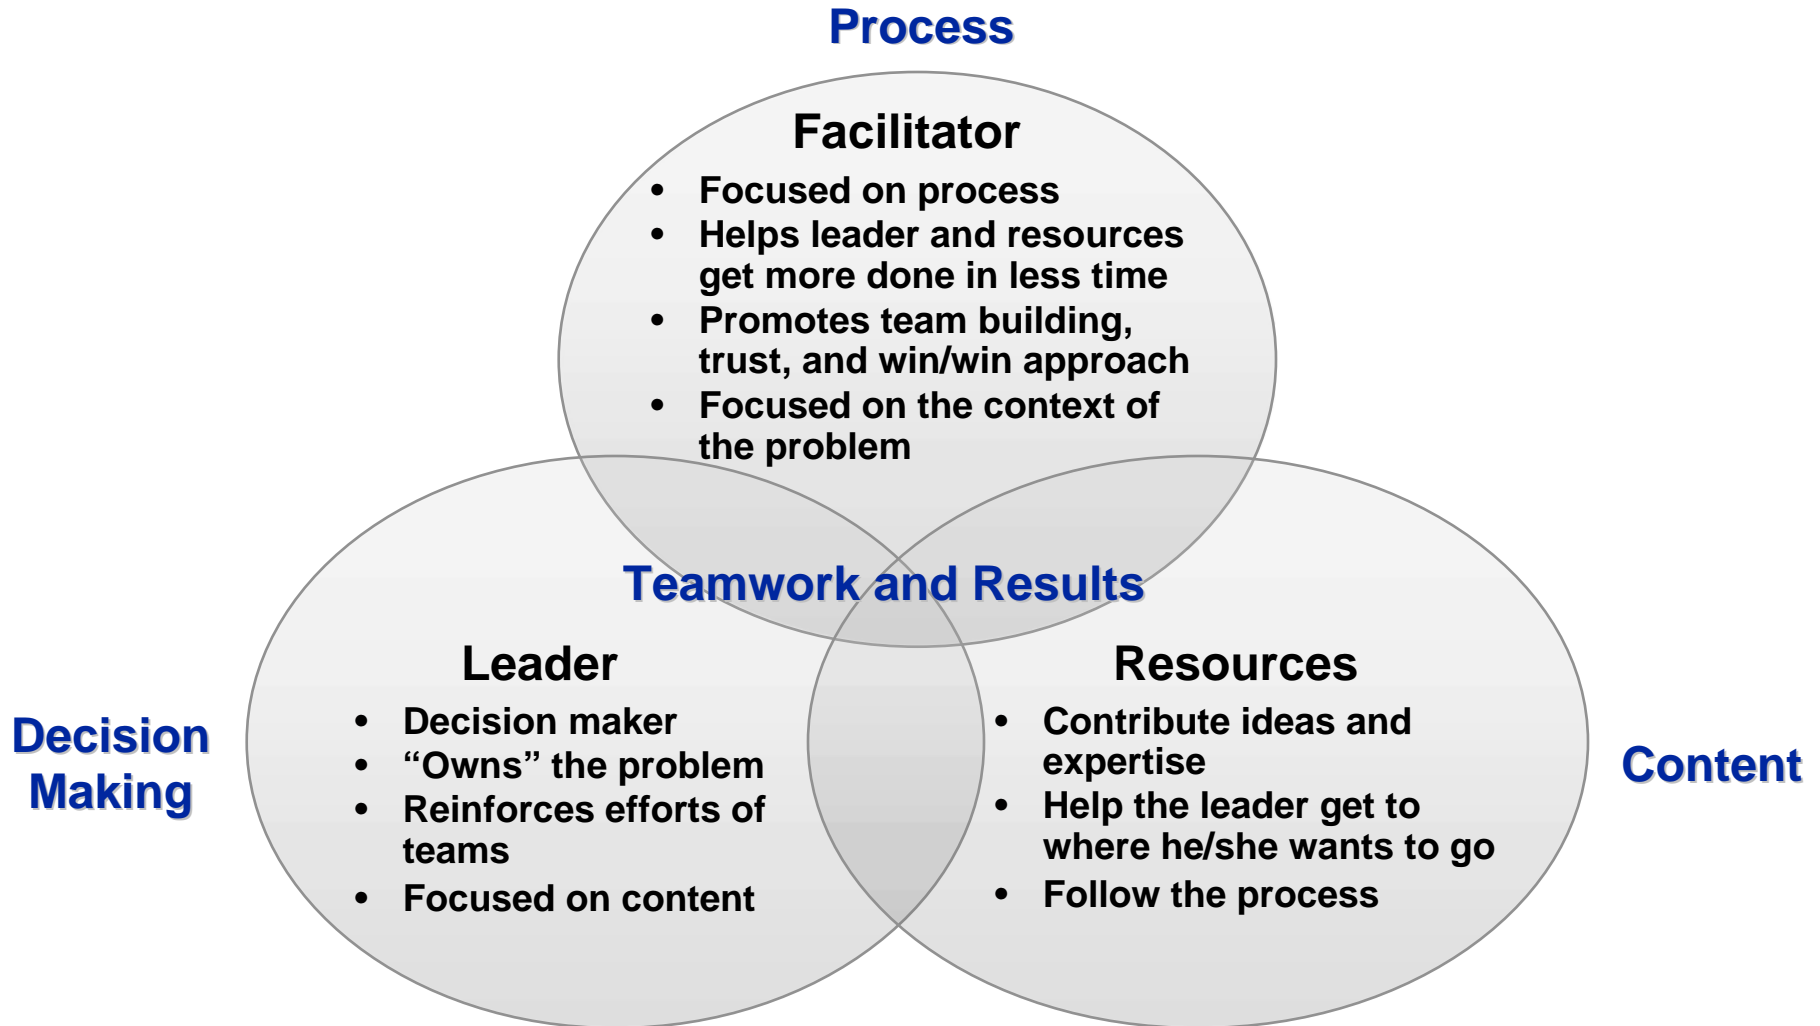 Process
Facilitator
• Focused on process
• Helps leader and resources
get more done in less time
• Promotes team building,
trust, and win/win approach
• Focused on the context of
the problem
Teamwork and Results
Leader
• Decision maker
• “Owns” the problem
• Reinforces efforts of
teams
• Focused on content
Decision
Making
Resources
• Contribute ideas and
expertise
• Help the leader get to
where he/she wants to go
• Follow the process
Content